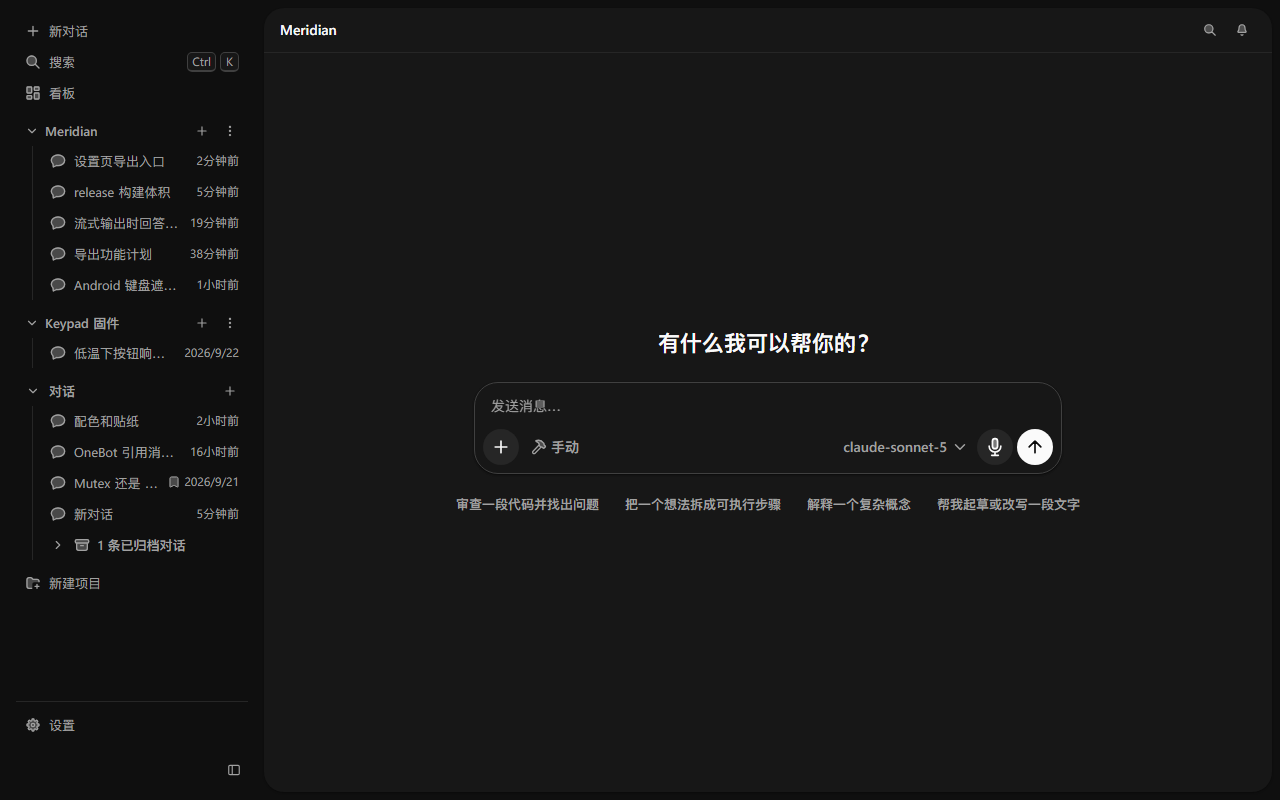 新对话
搜索 Ctrl K
看板
Meridian
设置页导出入口 2分钟前
release 构建体积 5分钟前
流式输出时回答… 19分钟前
导出功能计划 38分钟前
Android 键盘遮… 1小时前
Keypad 固件
低温下按钮响… 2026/9/22
对话
配色和贴纸 2小时前
OneBot 引用消… 16小时前
Mutex 还是 … 2026/9/21
新对话 5分钟前
1 条已归档对话
新建项目
设置
Meridian
有什么我可以帮你的？
发送消息…
手动 claude-sonnet-5
审查一段代码并找出问题 把一个想法拆成可执行步骤 解释一个复杂概念 帮我起草或改写一段文字